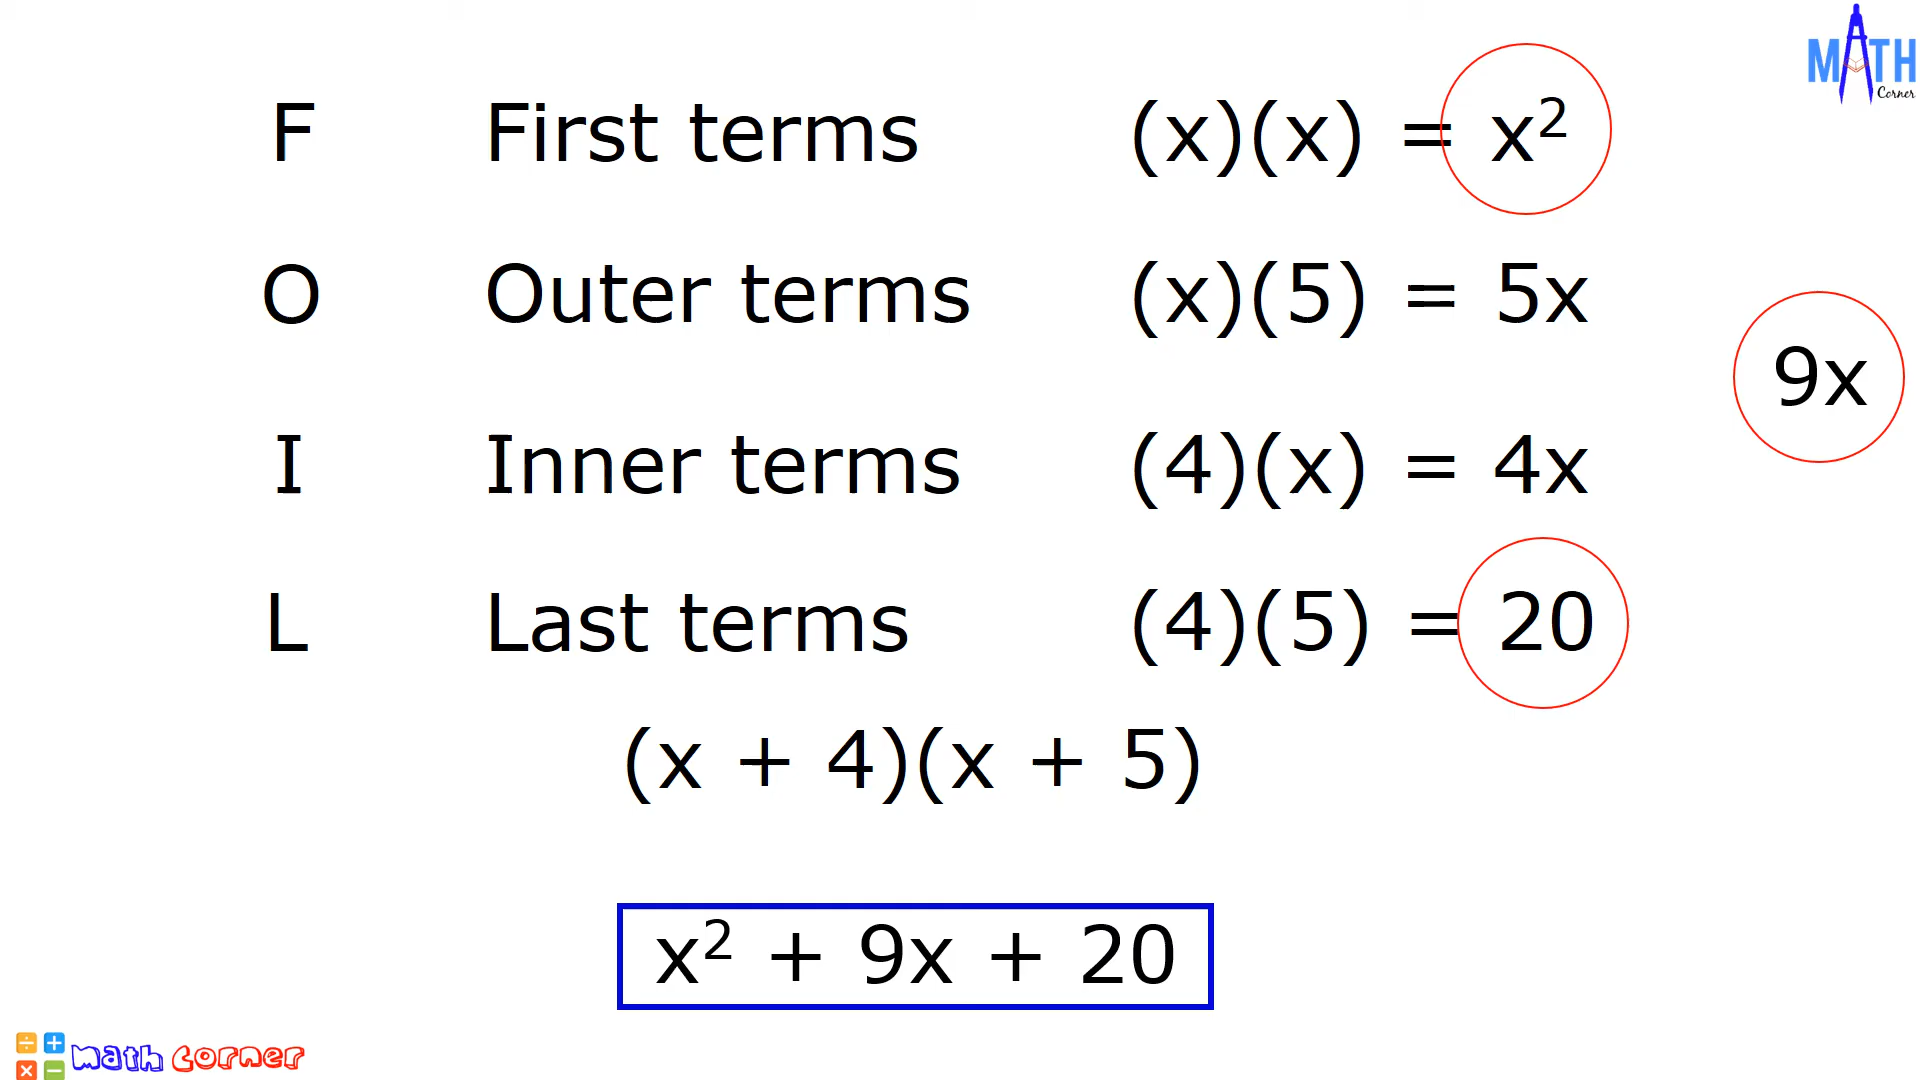 MATH
Corner
F First terms (x)(x) = x²
O Outer terms (x)(5) = 5x
9x
I Inner terms (4)(x) = 4x
L Last terms (4)(5) = 20
(x + 4)(x + 5)
x² + 9x + 20
÷ +
× −
math corner